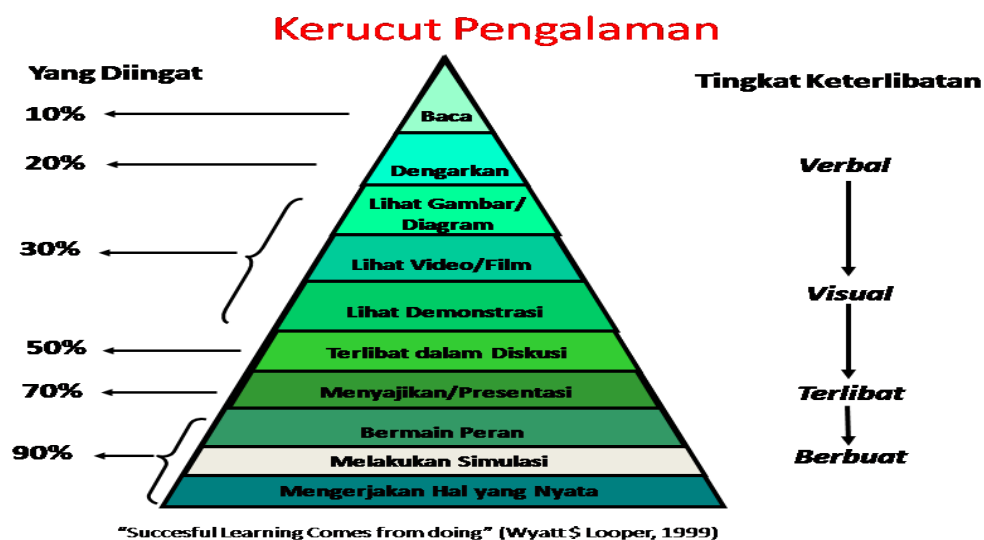 Kerucut Pengalaman
Yang Diingat
Tingkat Keterlibatan
10%
Baca
20%
Dengarkan
Verbal
Lihat Gambar/
Diagram
30%
Lihat Video/Film
Visual
Lihat Demonstrasi
50%
Terlibat dalam Diskusi
70%
Menyajikan/Presentasi
Terlibat
Bermain Peran
90%
Melakukan Simulasi
Berbuat
Mengerjakan Hal yang Nyata
“Succesful Learning Comes from doing” (Wyatt $ Looper, 1999)